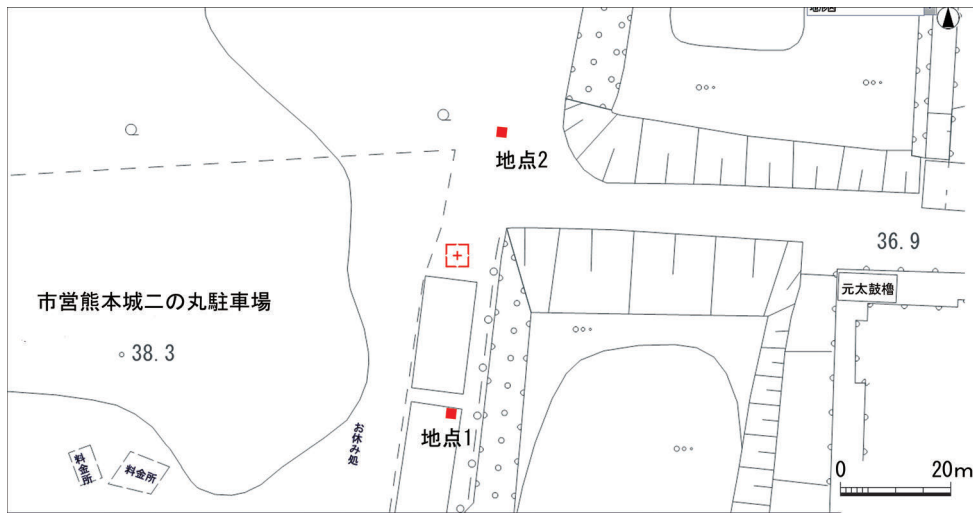 地点2
36.9
市営熊本城二の丸駐車場
元太鼓櫓
38.3
地点1
お休み処
料金所
料金所
0 20m